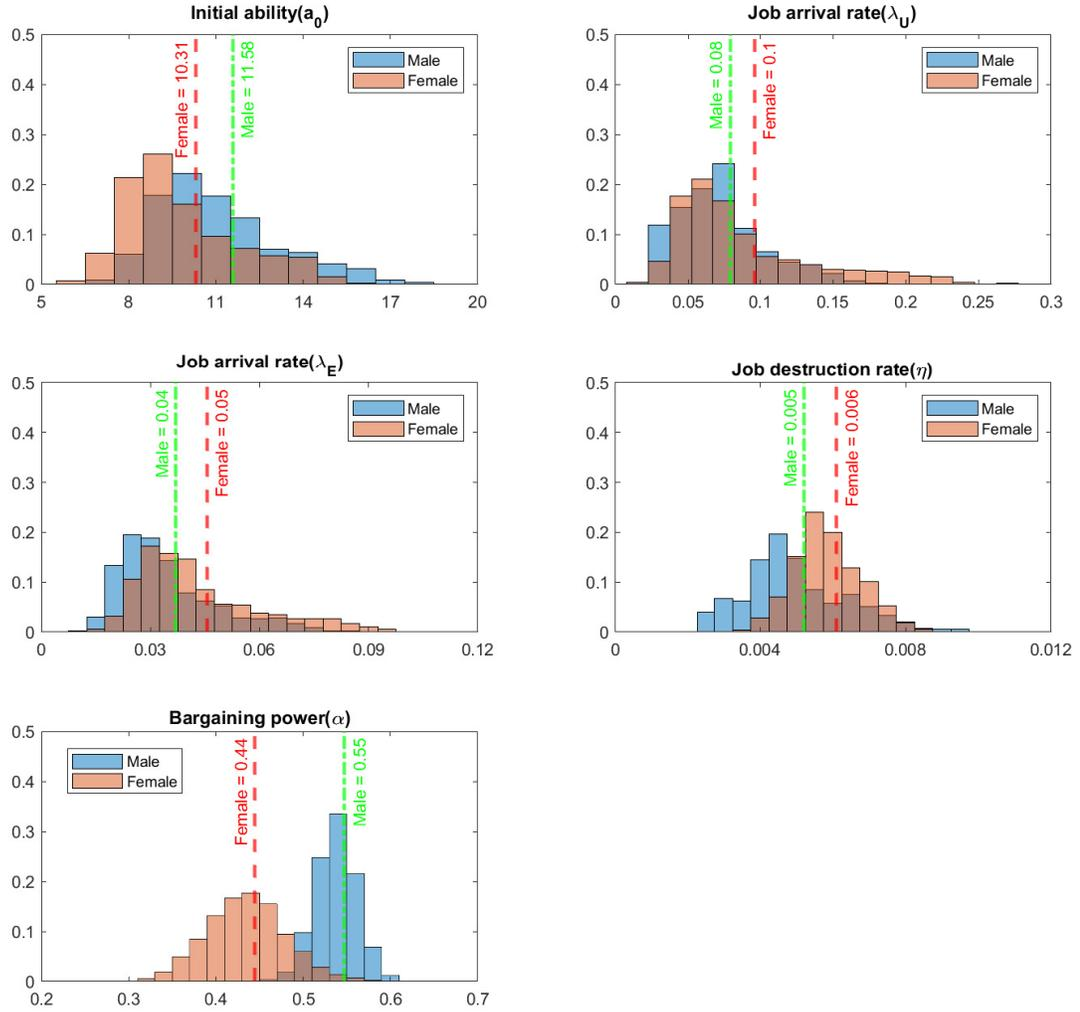 Initial ability(a0)
Female = 10.31
Male = 11.58
Male
Female
0.5
0.4
0.3
0.2
0.1
0
5
8
11
14
17
20
Job arrival rate(λU)
Male = 0.08
Female = 0.1
Male
Female
0.5
0.4
0.3
0.2
0.1
0
0
0.05
0.1
0.15
0.2
0.25
0.3
Job arrival rate(λE)
Male = 0.04
Female = 0.05
Male
Female
0.5
0.4
0.3
0.2
0.1
0
0
0.03
0.06
0.09
0.12
Job destruction rate(η)
Male = 0.005
Female = 0.006
Male
Female
0.5
0.4
0.3
0.2
0.1
0
0
0.004
0.008
0.012
Bargaining power(α)
Female = 0.44
Male = 0.55
Male
Female
0.5
0.4
0.3
0.2
0.1
0
0.2
0.3
0.4
0.5
0.6
0.7